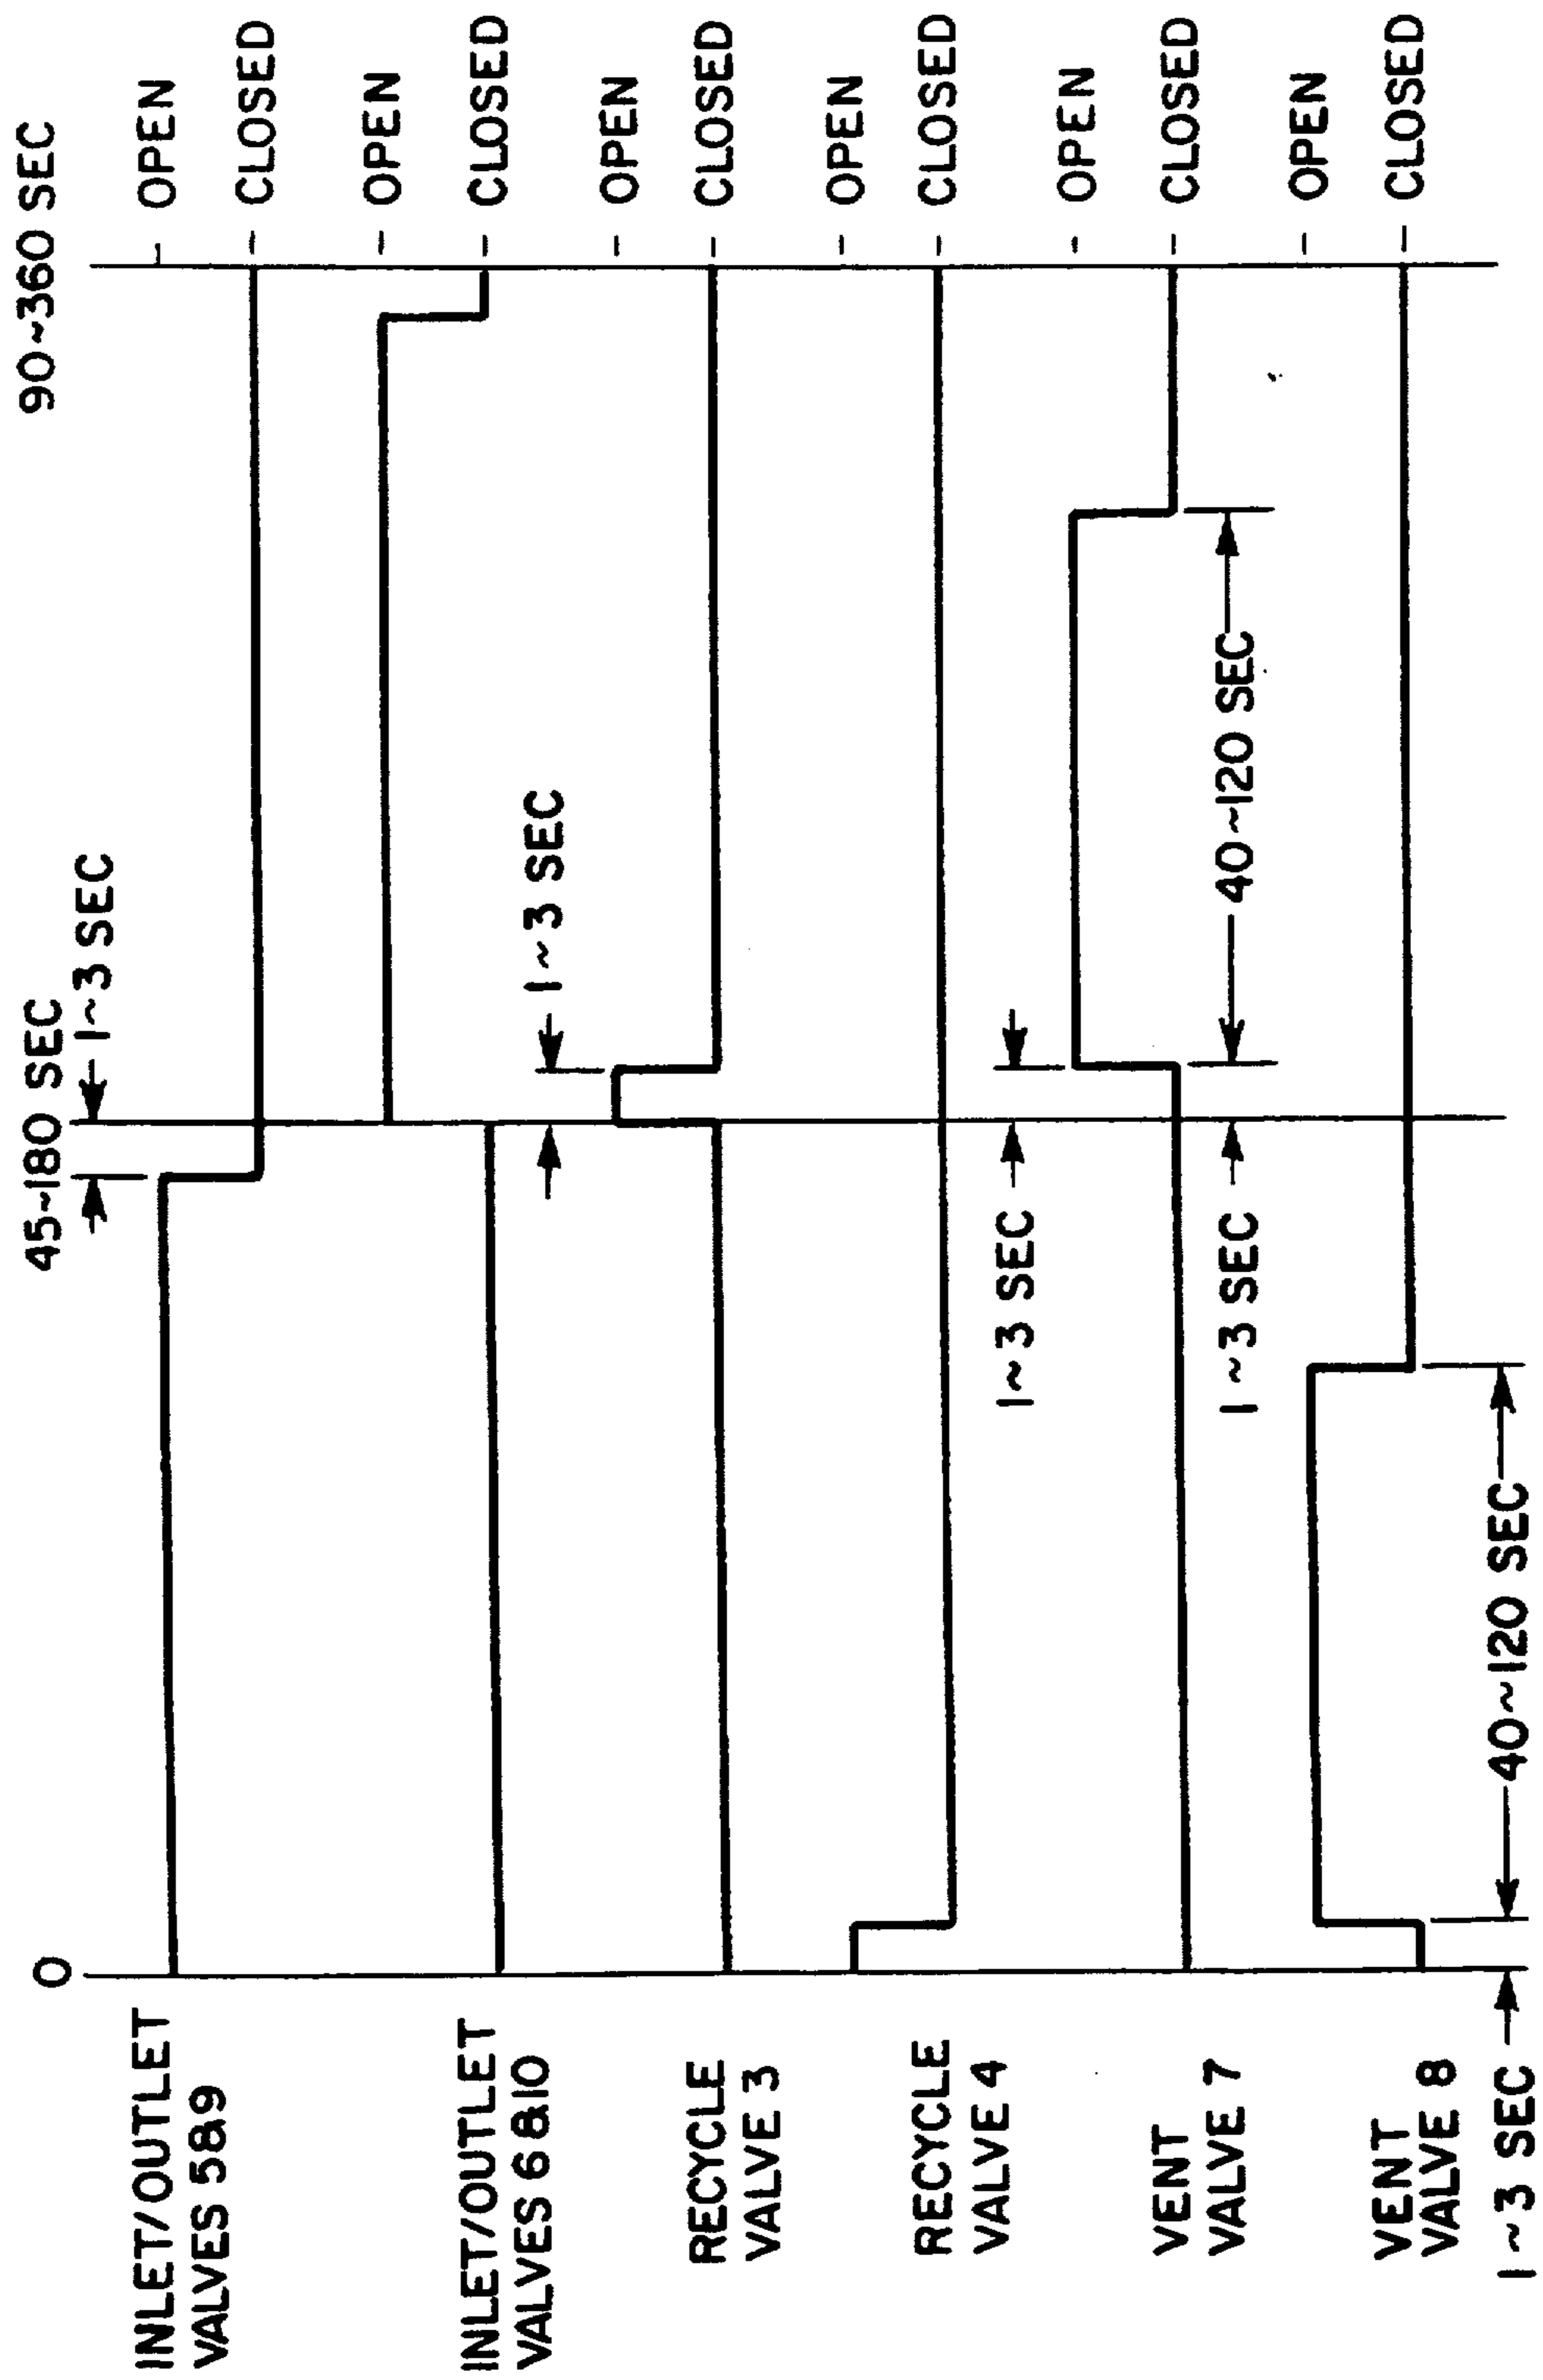 0
45~180 SEC
90~360 SEC
1~3 SEC
INLET/OUTLET
VALVES 5&9
OPEN
CLOSED
INLET/OUTLET
VALVES 6&10
OPEN
CLOSED
1~3 SEC
RECYCLE
VALVE 3
OPEN
CLOSED
RECYCLE
VALVE 4
OPEN
CLOSED
1~3 SEC
VENT
VALVE 7
OPEN
CLOSED
1~3 SEC
40~120 SEC
VENT
VALVE 8
OPEN
CLOSED
1~3 SEC
40~120 SEC